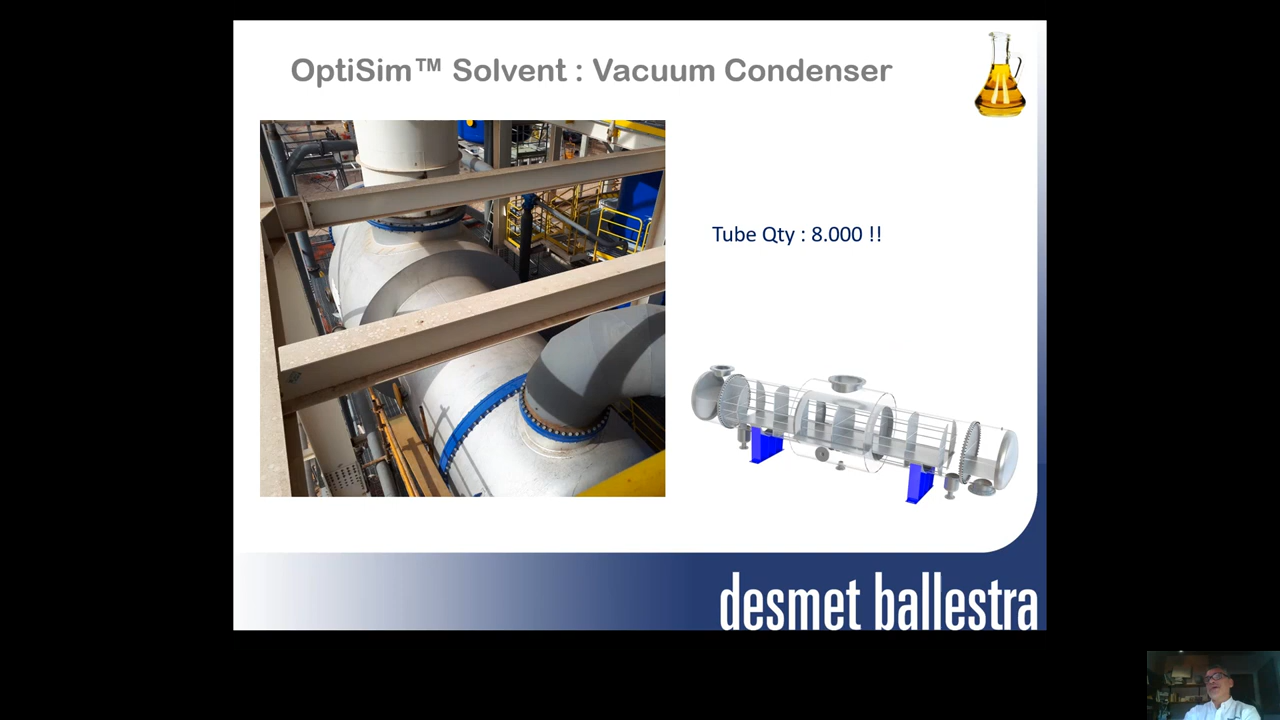 OptiSim™ Solvent : Vacuum Condenser
Tube Qty : 8.000 !!
desmet ballestra